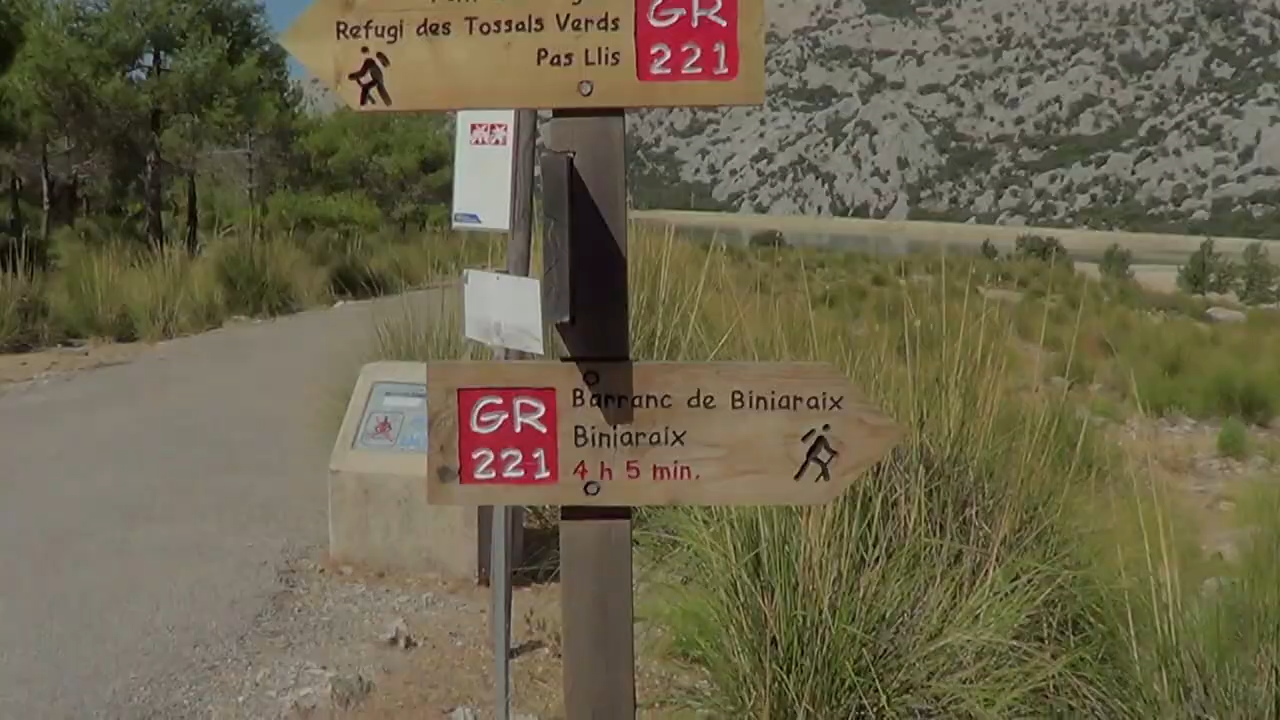 Refugi des Tossals Verds
Pas Llis
GR
221
GR
221
Barranc de Biniaraix
Biniaraix
4 h 5 min.